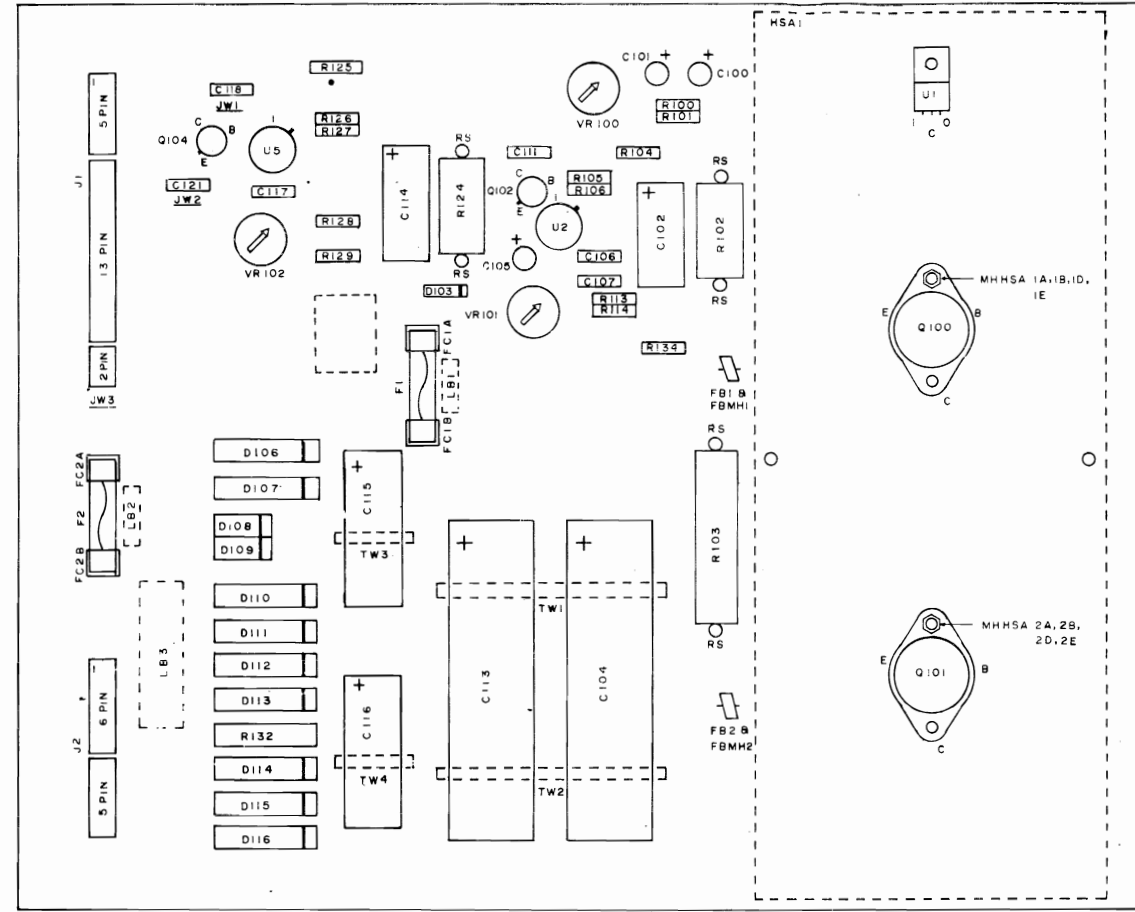 HSA1
R125
C101 +
+ C100
C118
JW1
5 PIN
1
C
B
E
Q104
1
U5
R126
R127
VR100
R100
R101
U1
I C O
RS
+
C114
R124
RS
C111
R104
C
B
E
Q102
1
U2
R105
R106
RS
+
C102
R102
RS
J1
C121
JW2
C117
13 PIN
VR102
R128
R129
+
C105
C106
C107
D103
VR101
R113
R114
MHHSA 1A,1B,1D,
1E
E
Q100
B
C
2 PIN
JW3
F1
FC1A
LB1
FC1B
R134
FB1 &
FBMH1
RS
FC2A
F2
LB2
FC2B
D106
D107
D108
D109
+
C115
TW3
R103
RS
+
C113
+
C104
TW1
TW2
D110
D111
D112
D113
R132
D114
D115
D116
LB3
+
C116
TW4
MHHSA 2A,2B,
2D,2E
E
Q101
B
C
FB2 &
FBMH2
J2
1
6 PIN
5 PIN